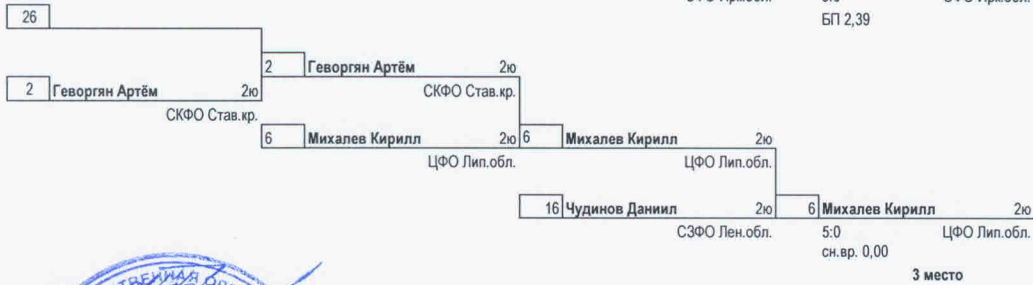 26
БП 2,39
2 Геворгян Артём 2ю
2 Геворгян Артём 2ю
СКФО Став.кр.
СКФО Став.кр.
6 Михалев Кирилл 2ю
6 Михалев Кирилл 2ю
ЦФО Лип.обл.
ЦФО Лип.обл.
16 Чудинов Даниил 2ю
6 Михалев Кирилл 2ю
СЗФО Лен.обл.
5:0 ЦФО Лип.обл.
сн.вр. 0,00
3 место